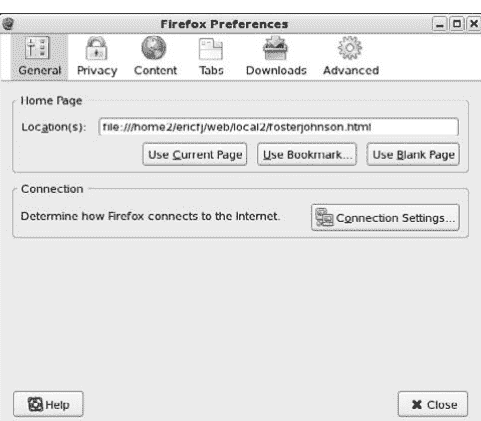 Firefox Preferences
General Privacy Content Tabs Downloads Advanced
Home Page
Location(s): file:///home2/ericfj/web/local2/fosterjohnson.html
Use Current Page Use Bookmark... Use Blank Page
Connection
Determine how Firefox connects to the Internet. Connection Settings...
Help Close